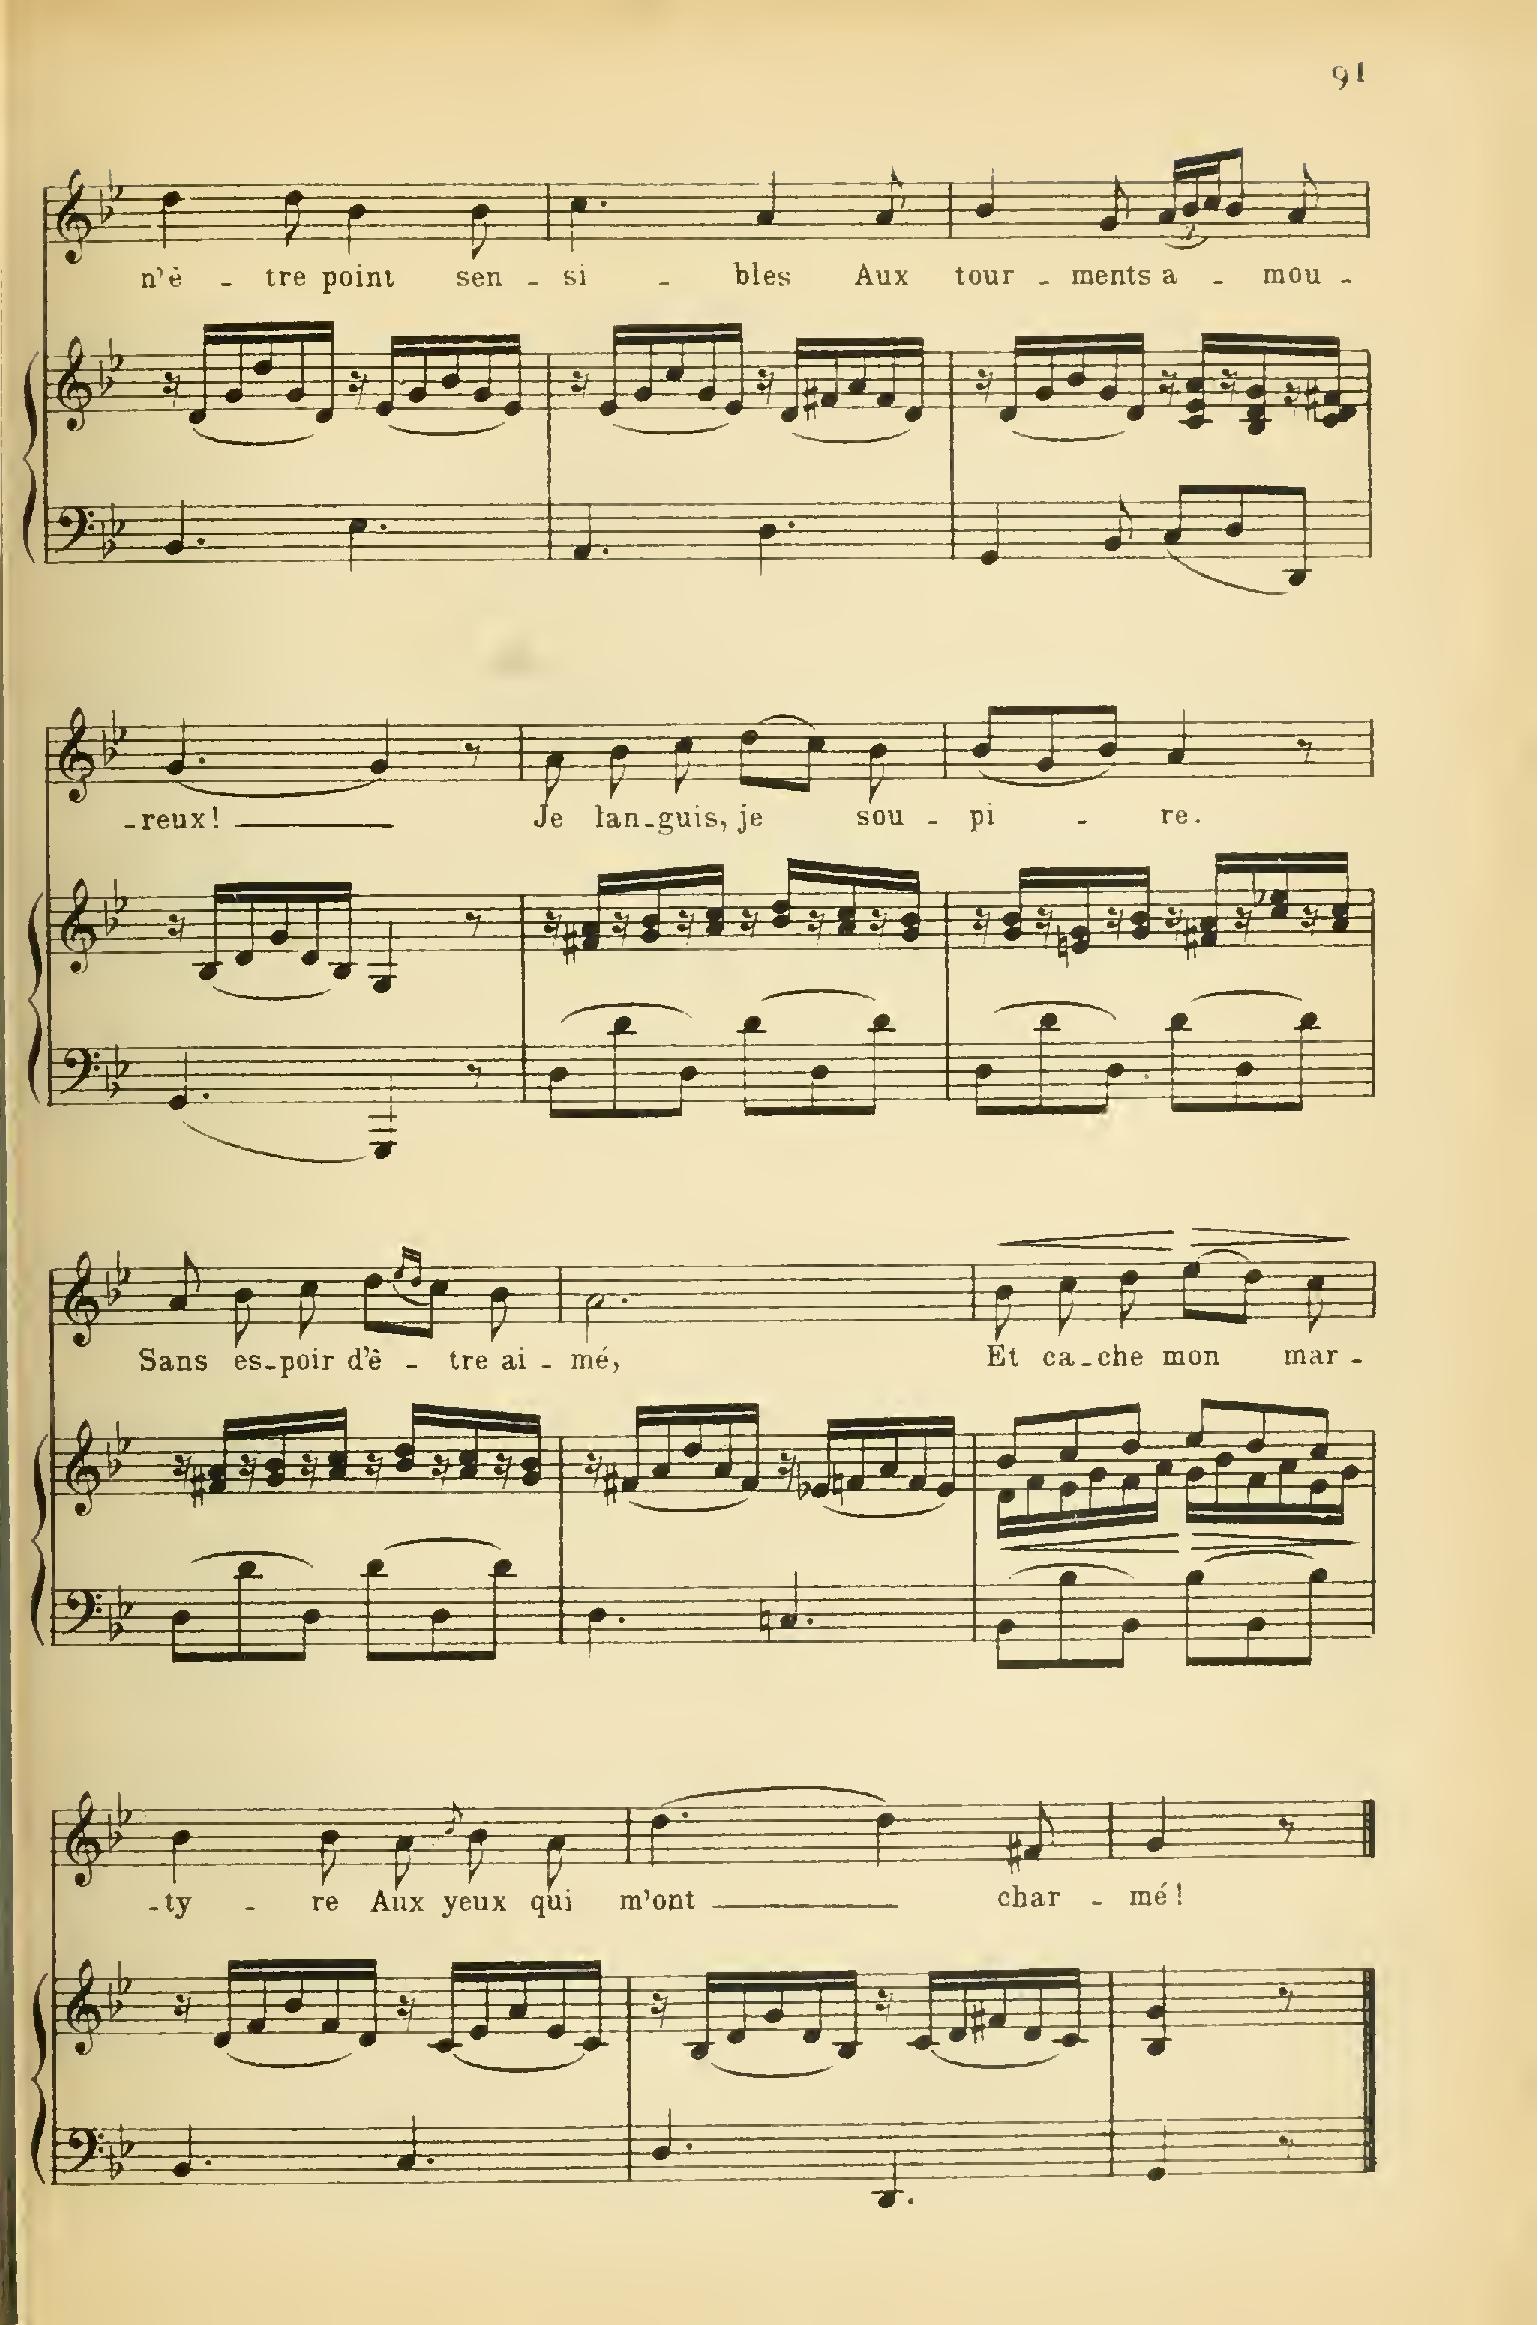 91
n'ê - tre point sen - si - bles Aux tour - ments a - mou -
-reux! Je lan-guis, je sou - pi - re.
Sans es-poir d'ê - tre ai - mé, Et ca-che mon mar -
-ty - re Aux yeux qui m'ont char - mé!